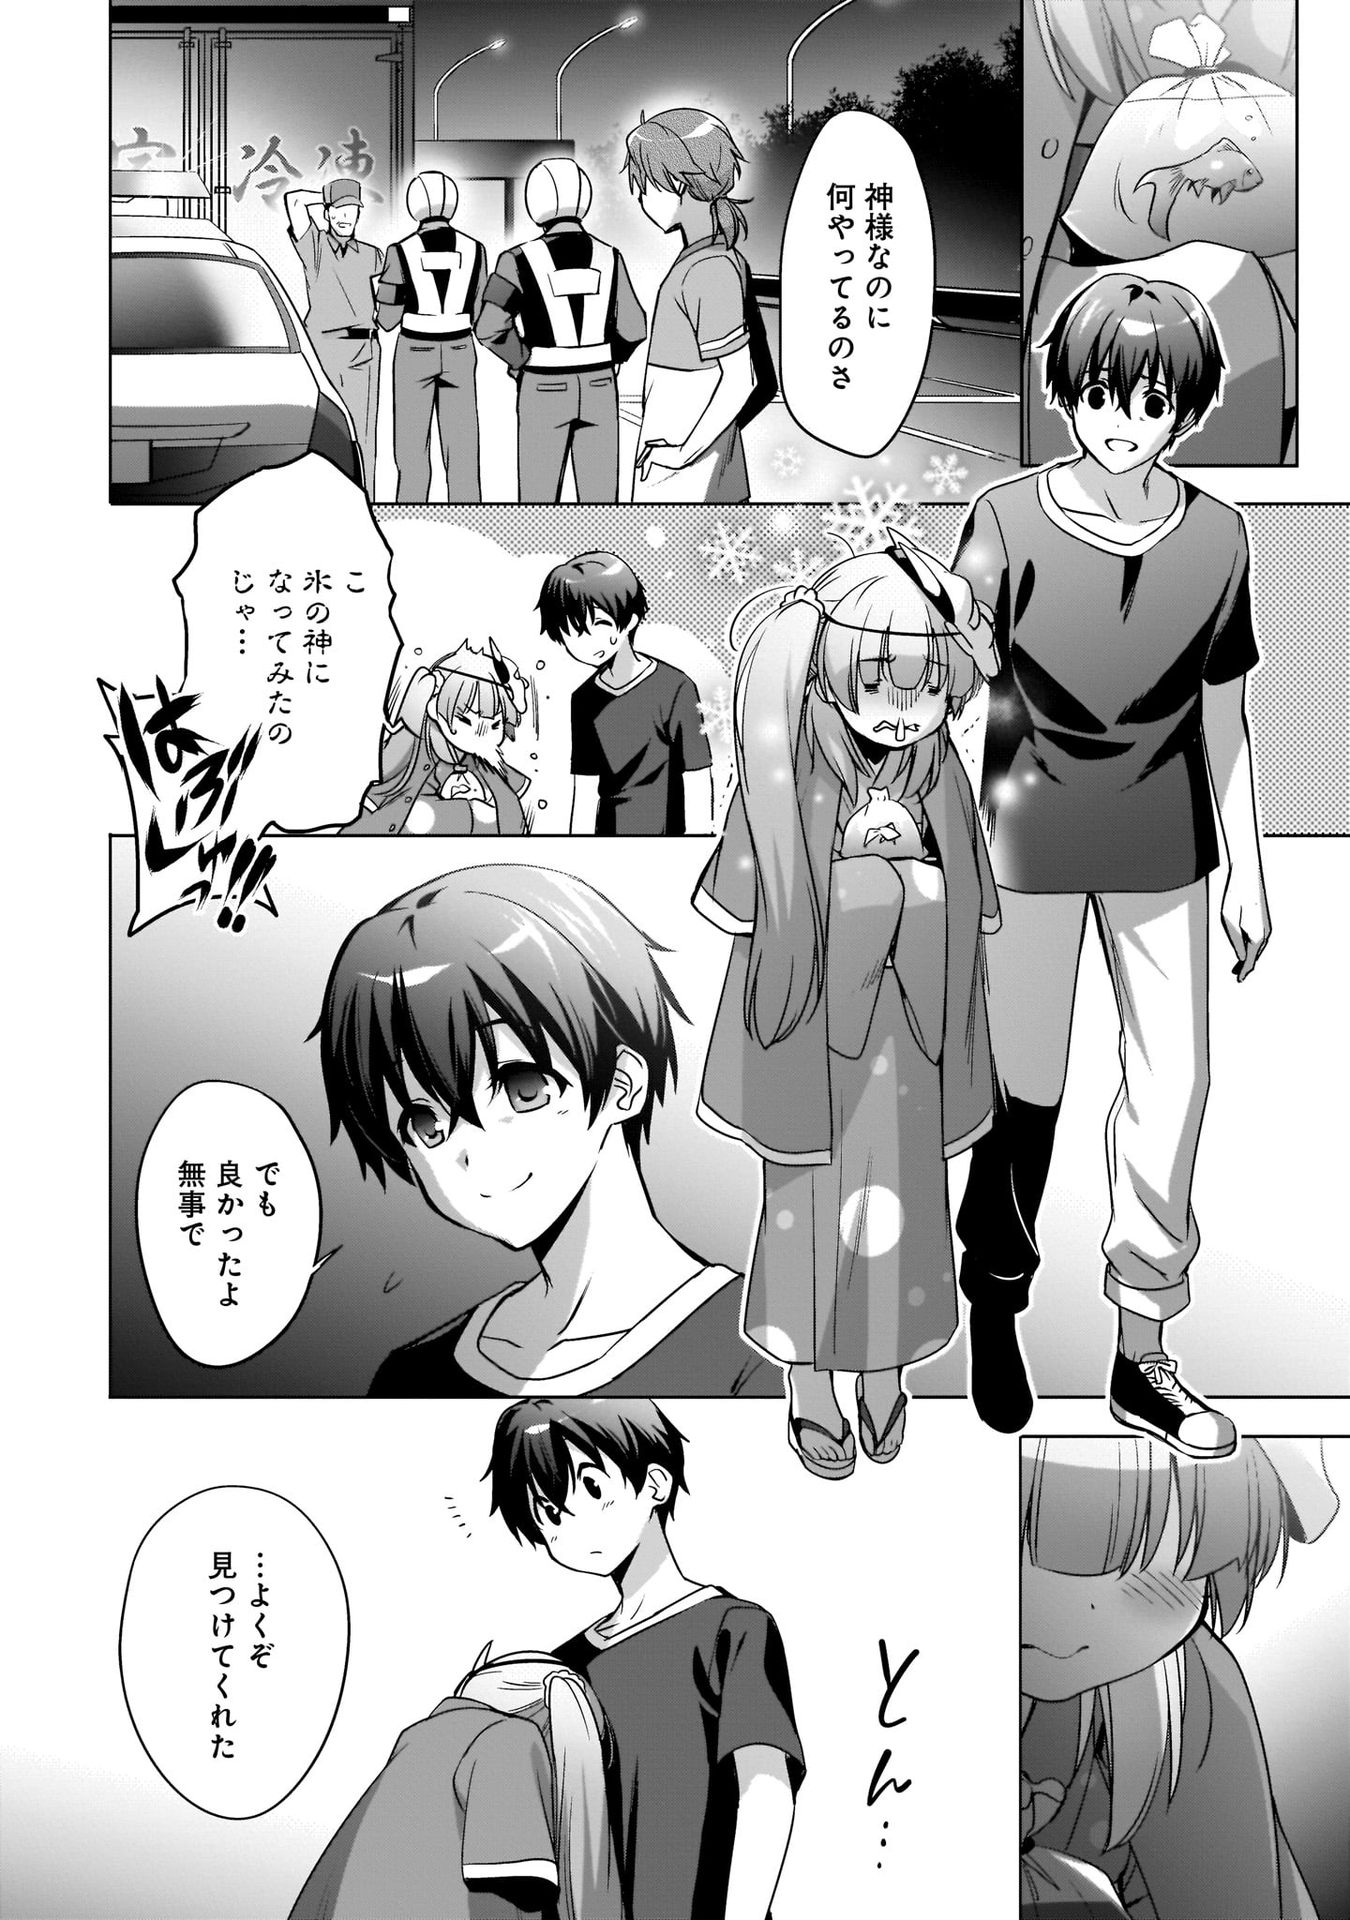 冷凍
神様なのに
何やってるのさ
こ
氷の神に
なってみたの
じゃ…
はぶしゅっ!!
でも
良かったよ
無事で
とん…
…よくぞ
見つけてくれた